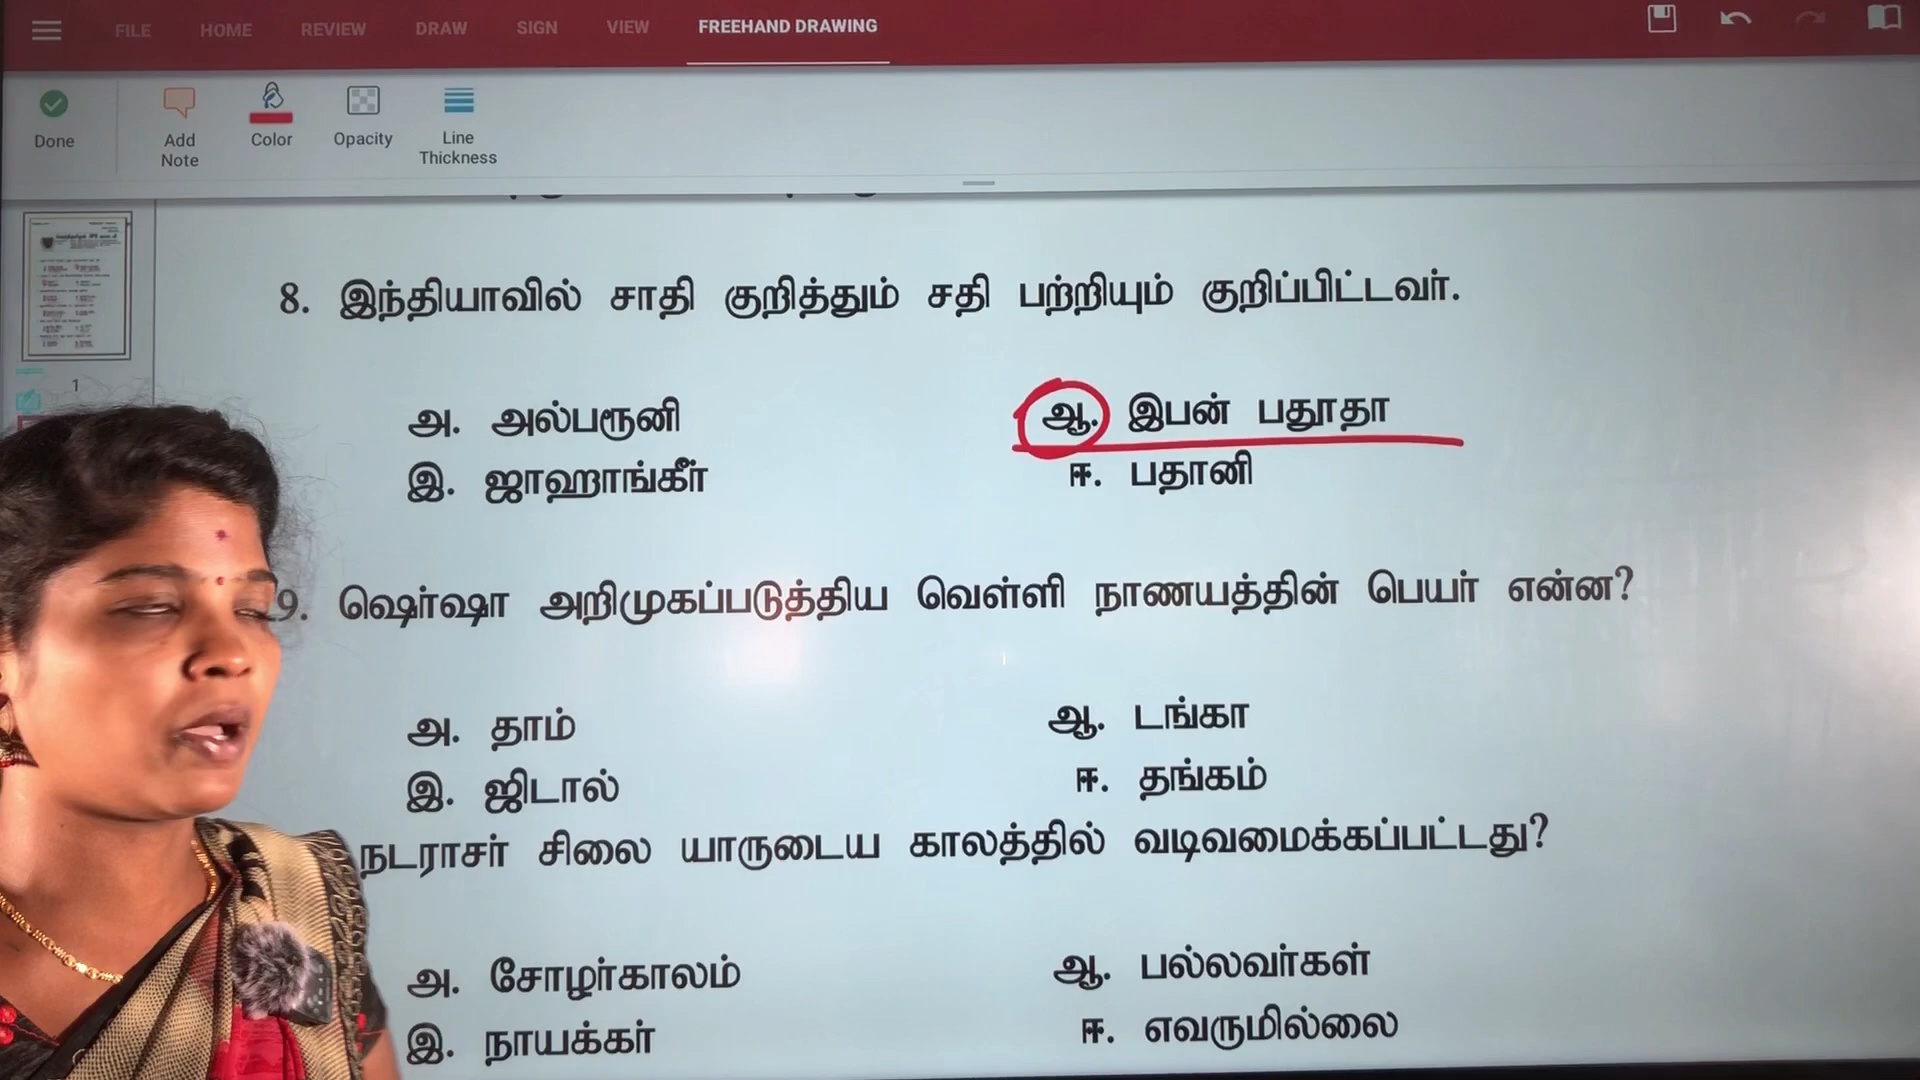 FILE HOME REVIEW DRAW SIGN VIEW FREEHAND DRAWING
Done Add Note Color Opacity Line Thickness
8. இந்தியாவில் சாதி குறித்தும் சதி பற்றியும் குறிப்பிட்டவர்.
அ. அல்பரூனி ஆ. இபன் பதூதா
இ. ஜாஹாங்கீர் ஈ. பதானி
9. ஷெர்ஷா அறிமுகப்படுத்திய வெள்ளி நாணயத்தின் பெயர் என்ன?
அ. தாம் ஆ. டங்கா
இ. ஜிடால் ஈ. தங்கம்
நடராசர் சிலை யாருடைய காலத்தில் வடிவமைக்கப்பட்டது?
அ. சோழர்காலம் ஆ. பல்லவர்கள்
இ. நாயக்கர் ஈ. எவருமில்லை
1